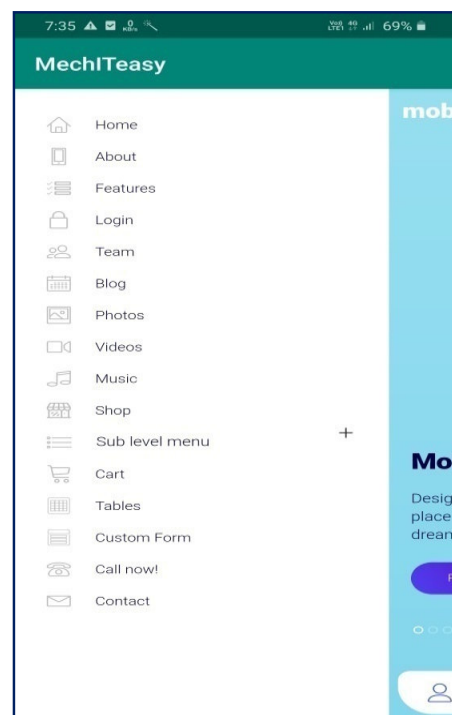 7:35
69%
MechITeasy
mob
Home
About
Features
Login
Team
Blog
Photos
Videos
Music
Shop
Sub level menu +
Cart
Tables
Custom Form
Call now!
Contact
Mo
Desig
place
drean